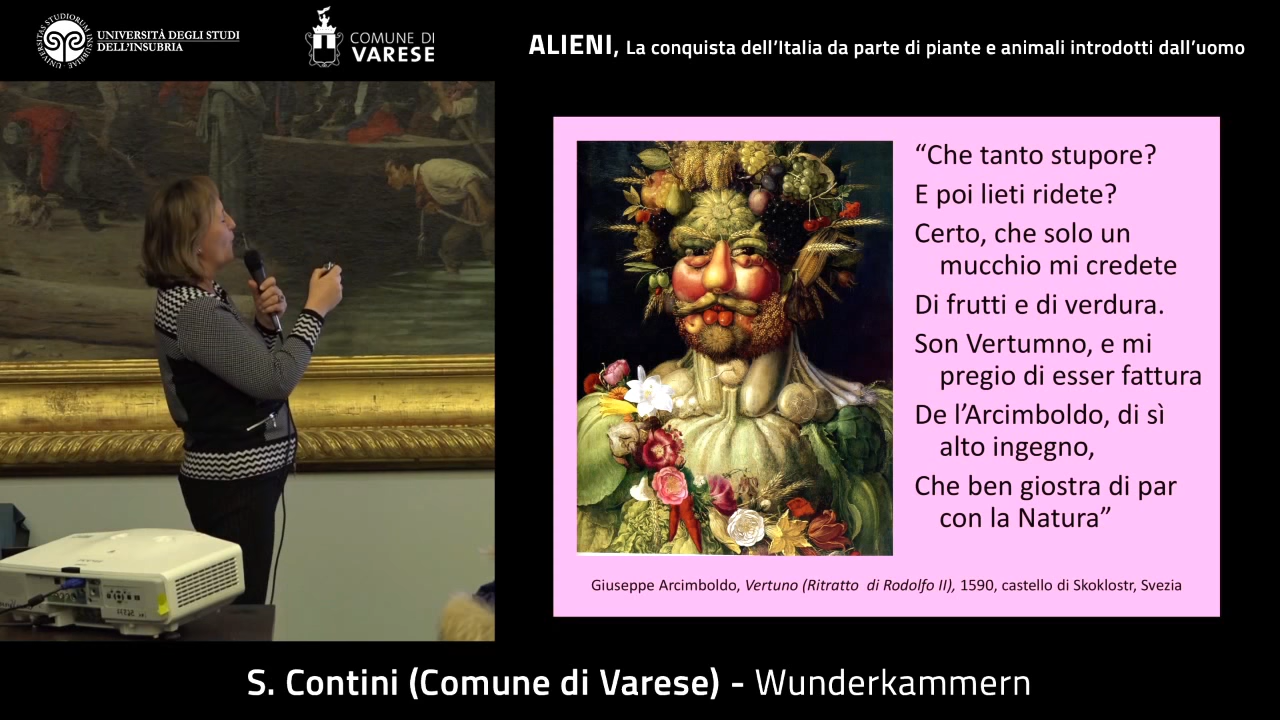 UNIVERSITÀ DEGLI STUDI
DELL'INSUBRIA
COMUNE DI
VARESE
ALIENI, La conquista dell'Italia da parte di piante e animali introdotti dall'uomo
“Che tanto stupore?
E poi lieti ridete?
Certo, che solo un
mucchio mi credete
Di frutti e di verdura.
Son Vertumno, e mi
pregio di esser fattura
De l’Arcimboldo, di sì
alto ingegno,
Che ben giostra di par
con la Natura”
Giuseppe Arcimboldo, Vertuno (Ritratto di Rodolfo II), 1590, castello di Skoklostr, Svezia
S. Contini (Comune di Varese) - Wunderkammern